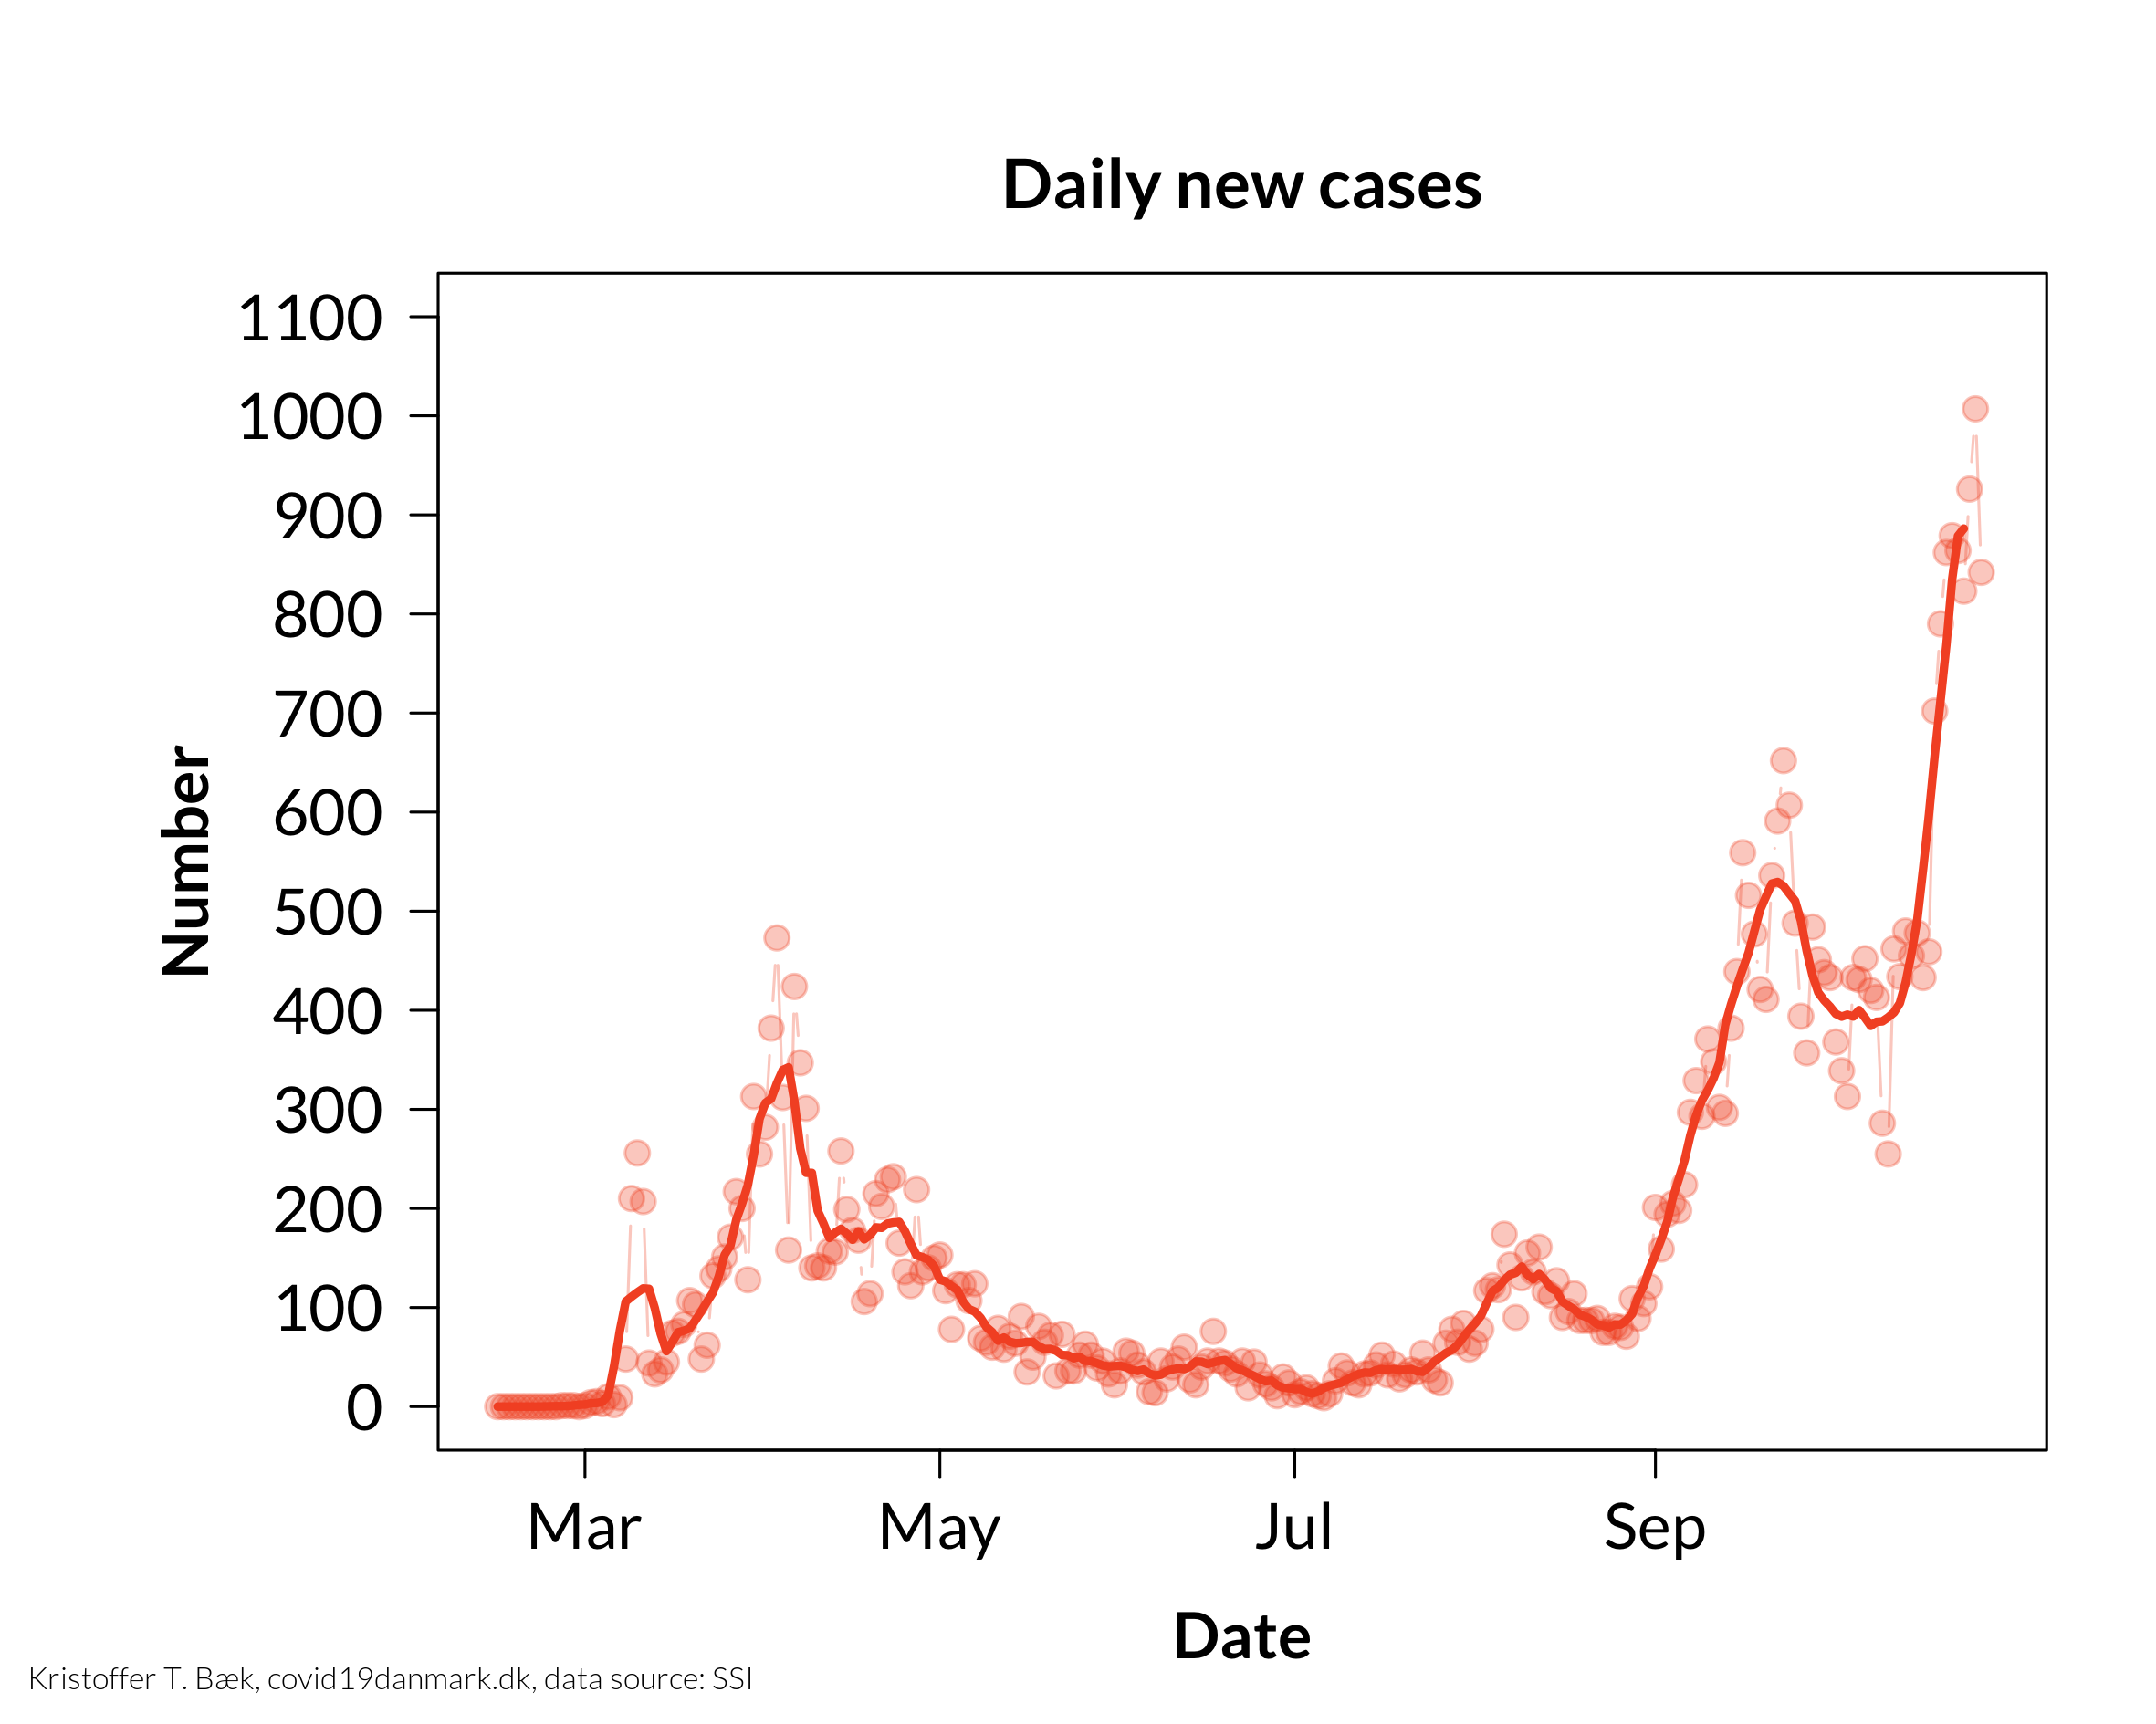 Daily new cases
1100
1000
900
800
700
600
500
400
300
200
100
0
Number
Mar May Jul Sep
Date
Kristoffer T. Bæk, covid19danmark.dk, data source: SSI